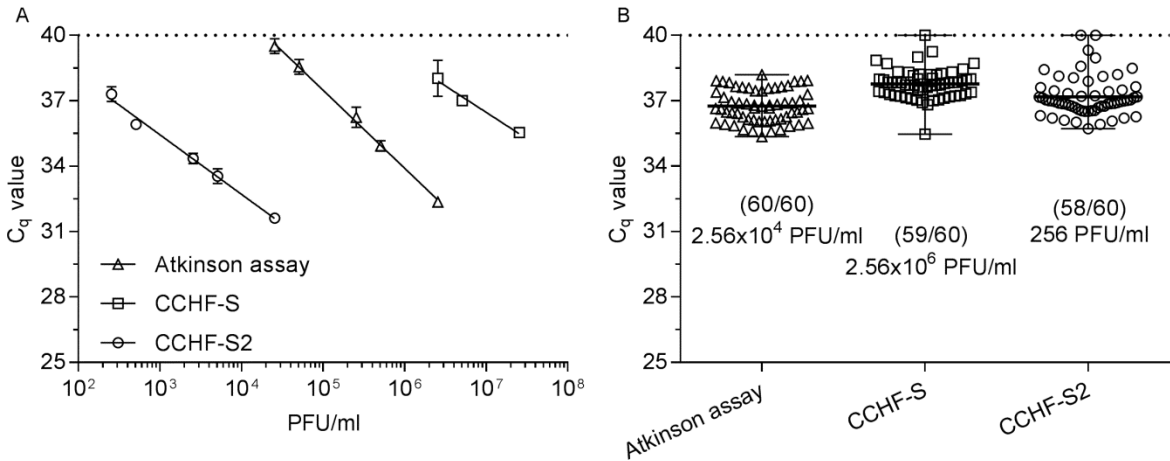 A
C_q value
40
37
34
31
28
25
Atkinson assay
CCHF-S
CCHF-S2
10^2 10^3 10^4 10^5 10^6 10^7 10^8
PFU/ml
B
C_q value
40
37
34
31
28
25
(60/60)
2.56x10^4 PFU/ml
(59/60)
2.56x10^6 PFU/ml
(58/60)
256 PFU/ml
Atkinson assay
CCHF-S
CCHF-S2